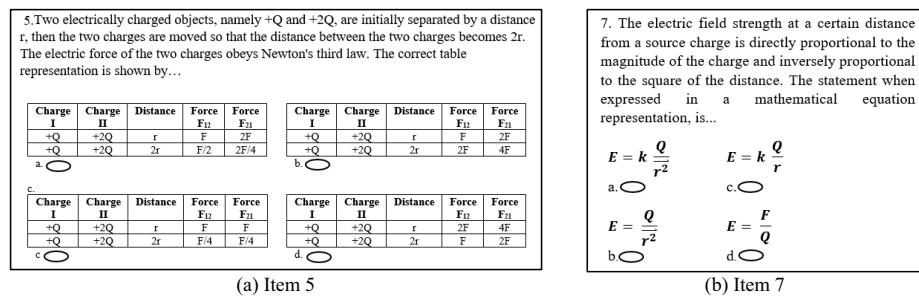 5.Two electrically charged objects, namely +Q and +2Q, are initially separated by a distance
r, then the two charges are moved so that the distance between the two charges becomes 2r.
The electric force of the two charges obeys Newton's third law. The correct table
representation is shown by…
Charge I Charge II Distance Force F12 Force F21
+Q +2Q r F 2F
+Q +2Q 2r F/2 2F/4
a.
Charge I Charge II Distance Force F12 Force F21
+Q +2Q r F 2F
+Q +2Q 2r 2F 4F
b.
c.
Charge I Charge II Distance Force F12 Force F21
+Q +2Q r F F
+Q +2Q 2r F/4 F/4
c
Charge I Charge II Distance Force F12 Force F21
+Q +2Q r 2F 4F
+Q +2Q 2r F 2F
d.
(a) Item 5
7. The electric field strength at a certain distance
from a source charge is directly proportional to the
magnitude of the charge and inversely proportional
to the square of the distance. The statement when
expressed in a mathematical equation
representation, is...
E = k Q/r²
a.
E = k Q/r
c.
E = Q/r²
b.
E = F/Q
d.
(b) Item 7